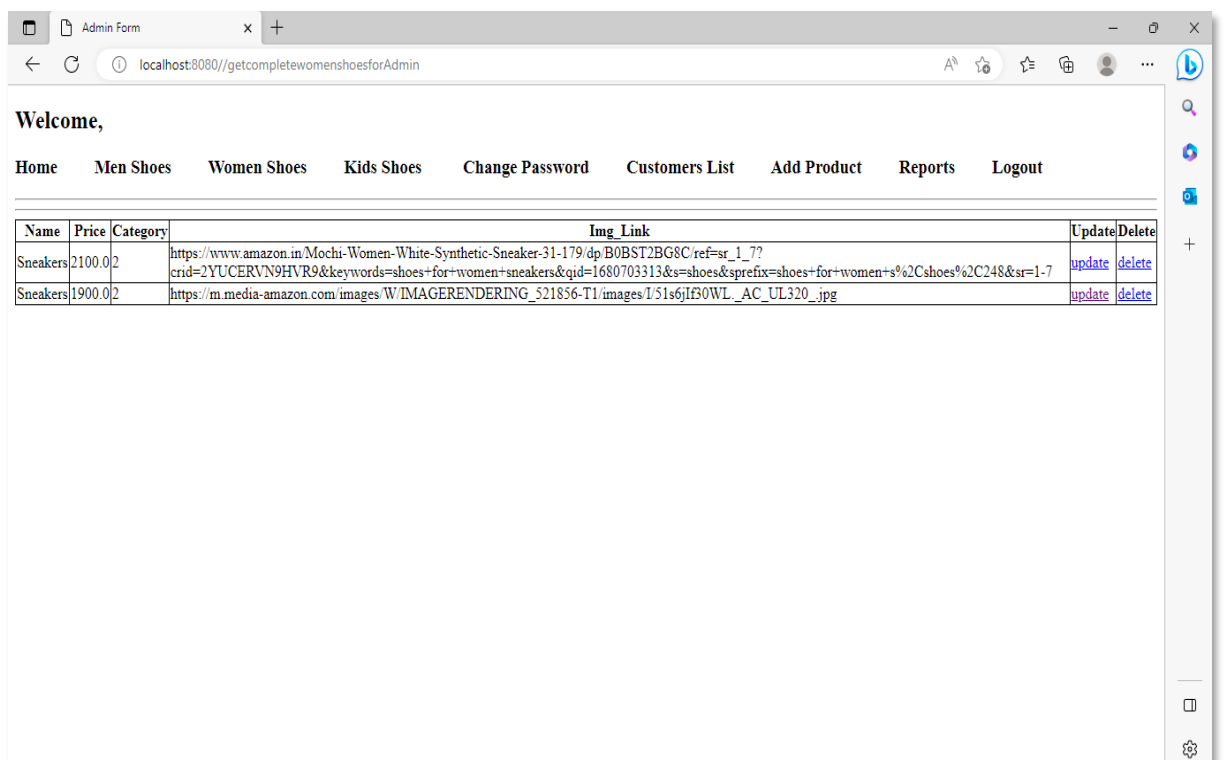 Admin Form
localhost:8080//getcompletewomenshoesforAdmin
Welcome,
Home Men Shoes Women Shoes Kids Shoes Change Password Customers List Add Product Reports Logout
Name Price Category Img_Link Update Delete
Sneakers 2100.0 2 https://www.amazon.in/Mochi-Women-White-Synthetic-Sneaker-31-179/dp/B0BST2BG8C/ref=sr_1_7?
crid=2YUCERVN9HVR9&keywords=shoes+for+women+sneakers&qid=1680703313&s=shoes&sprefix=shoes+for+women+s%2Cshoes%2C248&sr=1-7 update delete
Sneakers 1900.0 2 https://m.media-amazon.com/images/W/IMAGERENDERING_521856-T1/images/I/51s6jIf30WL._AC_UL320_.jpg update delete